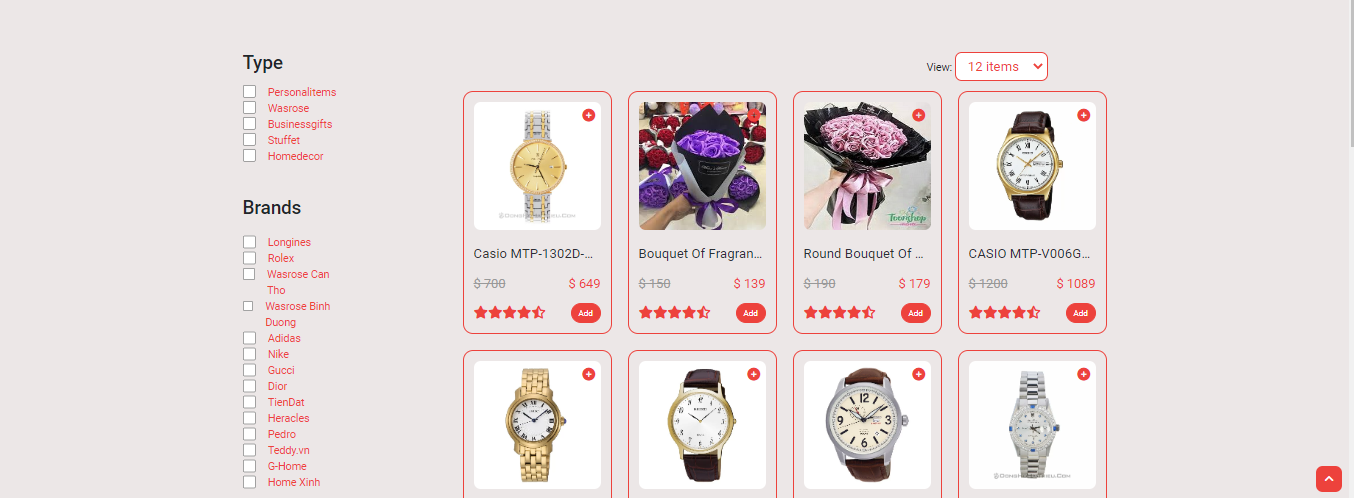 Type
Personalitems
Wasrose
Businessgifts
Stuffet
Homedecor
Brands
Longines
Rolex
Wasrose Can
Tho
Wasrose Binh
Duong
Adidas
Nike
Gucci
Dior
TienDat
Heracles
Pedro
Teddy.vn
G-Home
Home Xinh
View: 12 items
Toonshop
Casio MTP-1302D-...
$ 700 $ 649
Add
Bouquet Of Fragran...
$ 150 $ 139
Add
Round Bouquet Of ...
$ 190 $ 179
Add
CASIO MTP-V006G...
$ 1200 $ 1089
Add